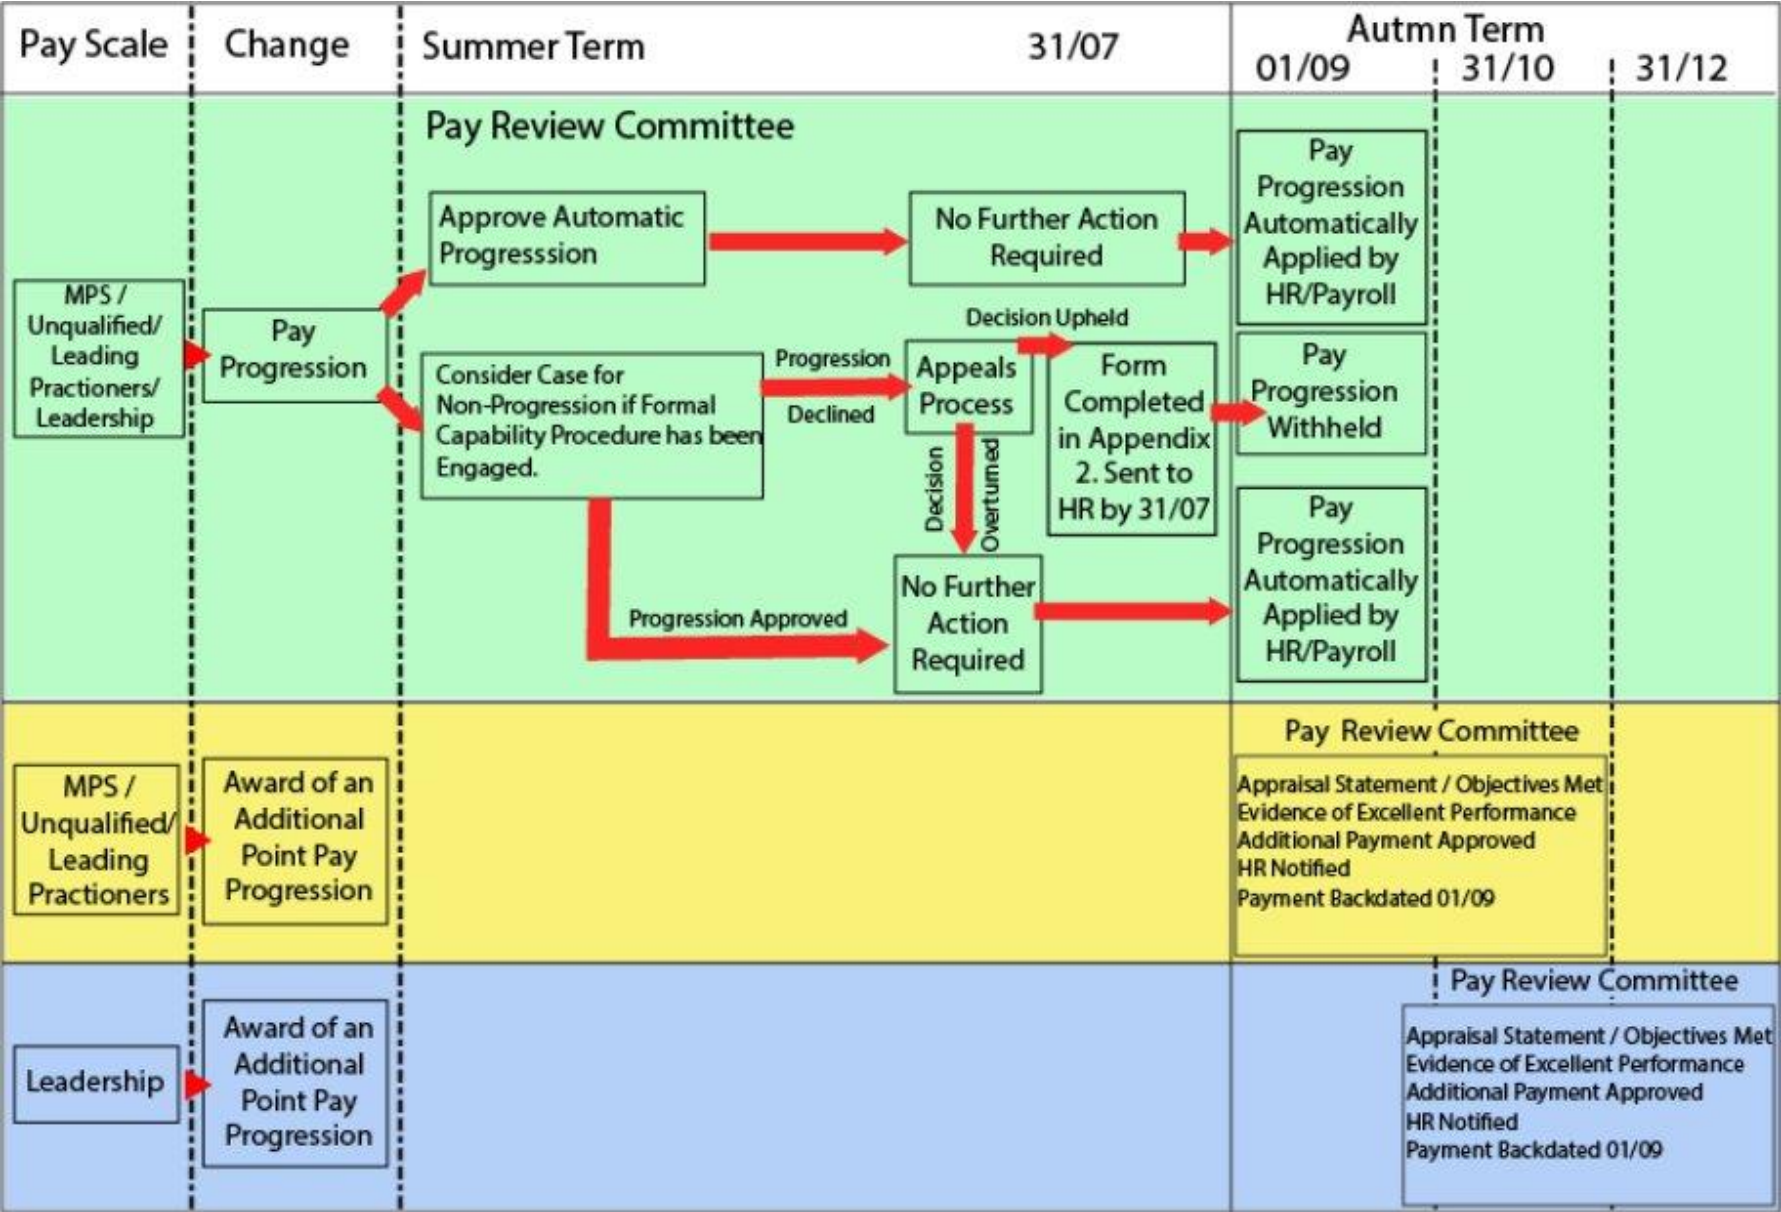 Pay Scale
Change
Summer Term
31/07
Autmn Term
01/09
31/10
31/12
Pay Review Committee
MPS /
Unqualified/
Leading
Practioners/
Leadership
Pay
Progression
Approve Automatic
Progresssion
No Further Action
Required
Pay
Progression
Automatically
Applied by
HR/Payroll
Consider Case for
Non-Progression if Formal
Capability Procedure has been
Engaged.
Progression
Declined
Appeals
Process
Decision Upheld
Form
Completed
in Appendix
2. Sent to
HR by 31/07
Pay
Progression
Withheld
Decision
Overturned
Progression Approved
No Further
Action
Required
Pay
Progression
Automatically
Applied by
HR/Payroll
MPS /
Unqualified/
Leading
Practioners
Award of an
Additional
Point Pay
Progression
Pay Review Committee
Appraisal Statement / Objectives Met
Evidence of Excellent Performance
Additional Payment Approved
HR Notified
Payment Backdated 01/09
Leadership
Award of an
Additional
Point Pay
Progression
Pay Review Committee
Appraisal Statement / Objectives Met
Evidence of Excellent Performance
Additional Payment Approved
HR Notified
Payment Backdated 01/09